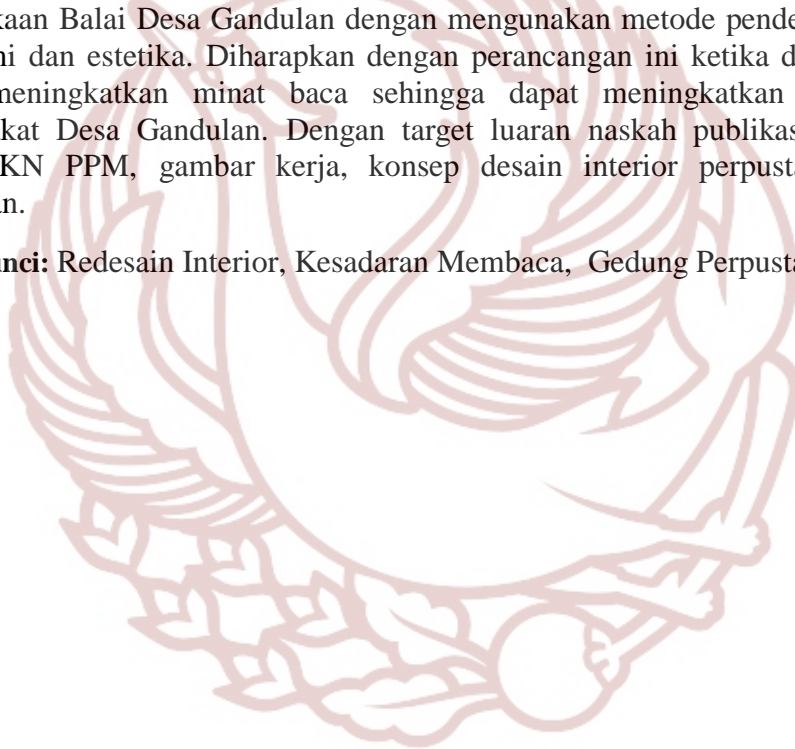 kaan Balai Desa Gandulan dengan mengunakan metode pende
ni dan estetika. Diharapkan dengan perancangan ini ketika d
meningkatkan minat baca sehingga dapat meningkatkan
kat Desa Gandulan. Dengan target luaran naskah publikas
KN PPM, gambar kerja, konsep desain interior perpusta
an.
nci: Redesain Interior, Kesadaran Membaca, Gedung Perpusta